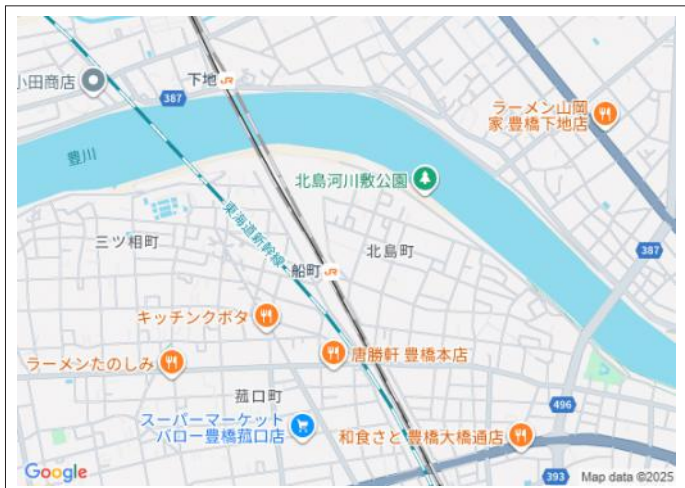 小田商店
下地
JR
387
ラーメン山岡
家 豊橋下地店
豊川
北島河川敷公園
東海道新幹線
三ツ相町
北島町
387
船町
JR
キッチンクボタ
唐勝軒 豊橋本店
ラーメンたのしみ
菰口町
496
スーパーマーケット
バロー豊橋菰口店
和食さと 豊橋大橋通店
Google
393
Map data ©2025